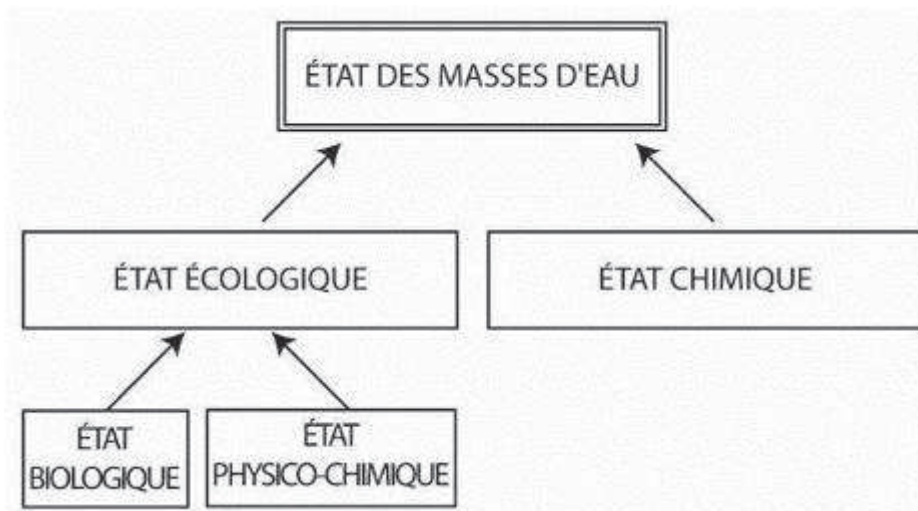 ÉTAT DES MASSES D'EAU
ÉTAT ÉCOLOGIQUE
ÉTAT CHIMIQUE
ÉTAT
BIOLOGIQUE
ÉTAT
PHYSICO-CHIMIQUE